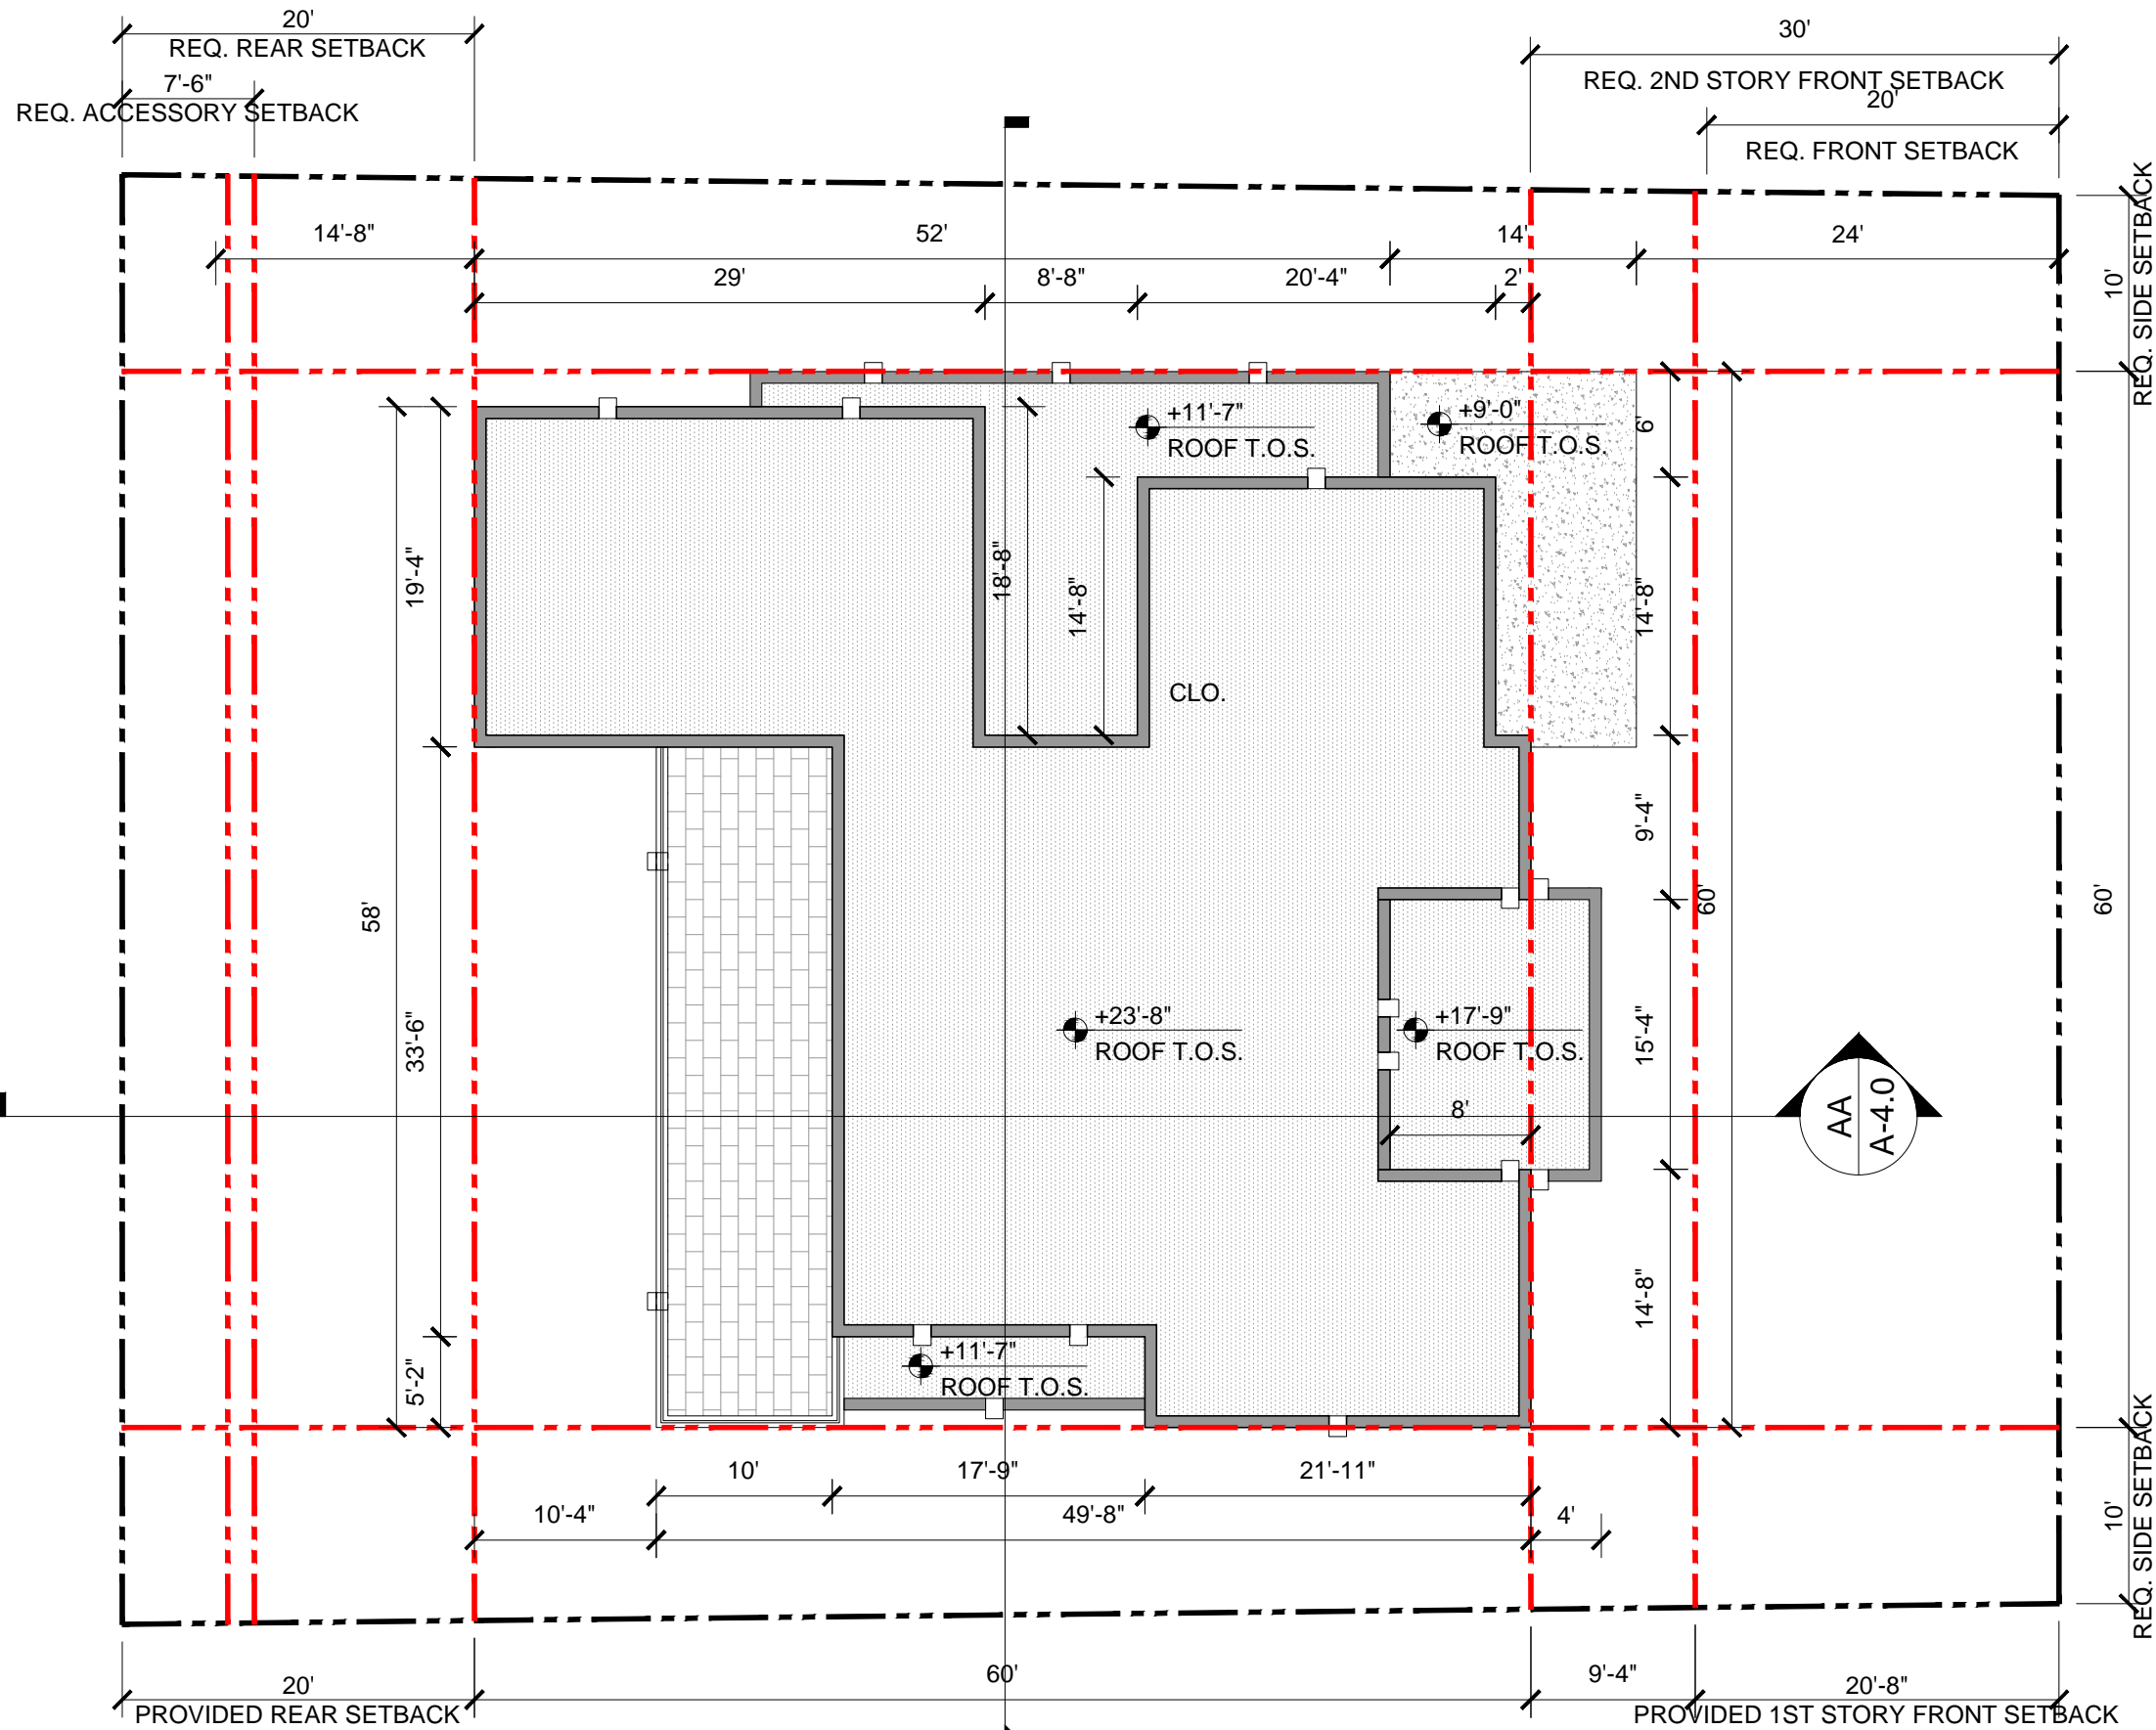 20'
REQ. REAR SETBACK
7'-6"
REQ. ACCESSORY SETBACK
30'
REQ. 2ND STORY FRONT SETBACK
20'
REQ. FRONT SETBACK
14'-8"
52'
14'
24'
29'
8'-8"
20'-4"
2'
10'
REQ. SIDE SETBACK
+11'-7"
ROOF T.O.S.
+9'-0"
ROOF T.O.S.
6'
19'-4"
18'-8"
14'-8"
14'-8"
CLO.
9'-4"
58'
60'
60'
33'-6"
+23'-8"
ROOF T.O.S.
+17'-9"
ROOF T.O.S.
15'-4"
8'
AA
A-4.0
14'-8"
+11'-7"
ROOF T.O.S.
5'-2"
10'
17'-9"
21'-11"
10'-4"
49'-8"
4'
10'
REQ. SIDE SETBACK
20'
PROVIDED REAR SETBACK
60'
9'-4"
20'-8"
PROVIDED 1ST STORY FRONT SETBACK